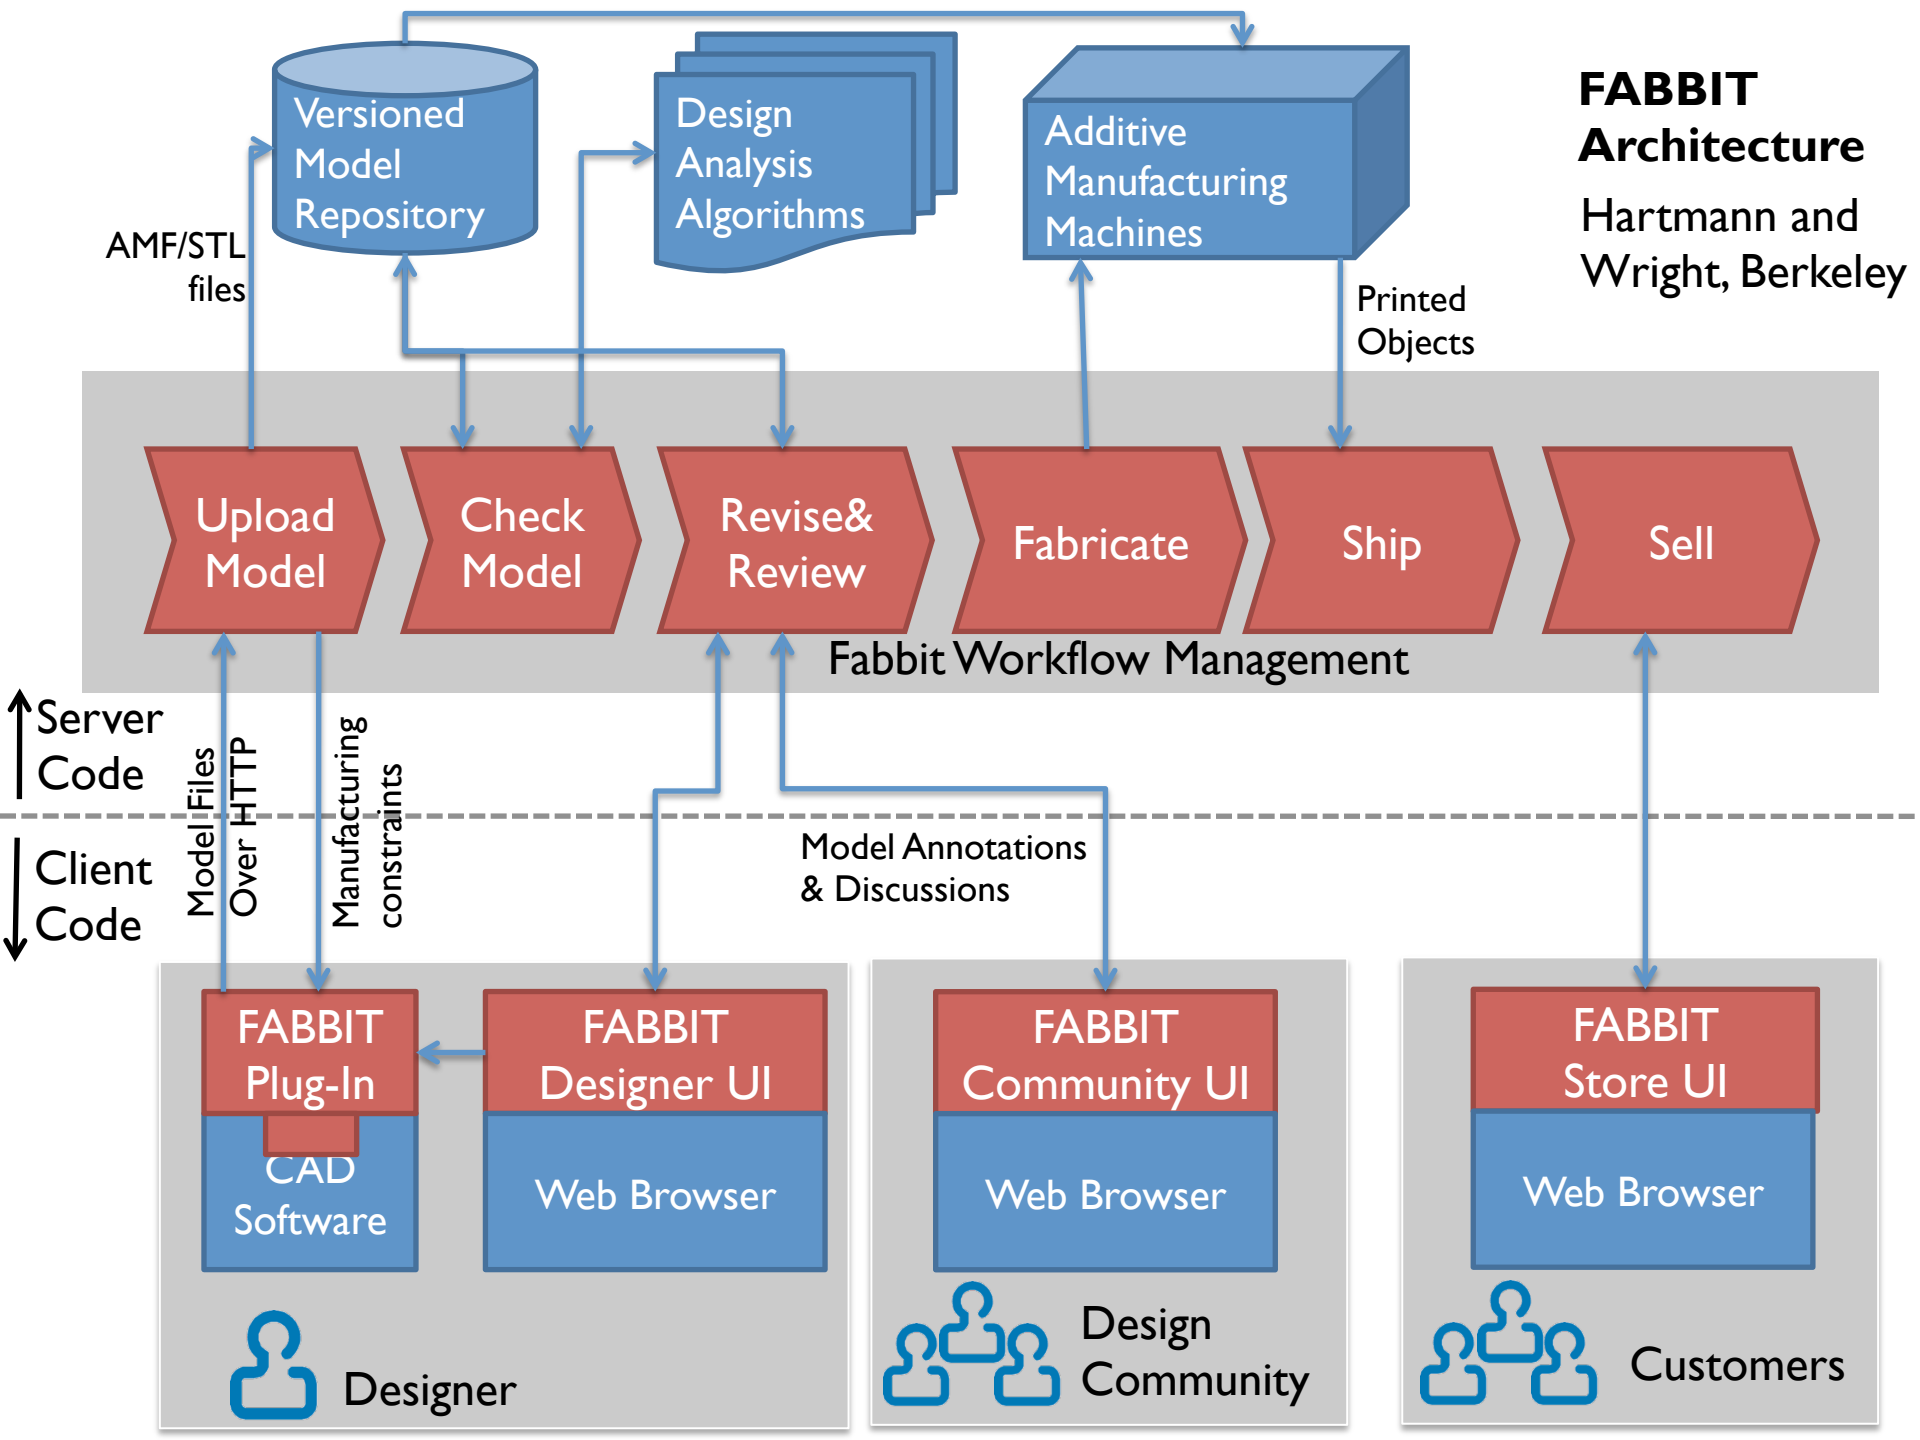 Versioned
Model
Repository
Design
Analysis
Algorithms
Additive
Manufacturing
Machines
FABBIT
Architecture
Hartmann and
Wright, Berkeley
AMF/STL
files
Printed
Objects
Upload
Model
Check
Model
Revise&
Review
Fabricate
Ship
Sell
Fabbit Workflow Management
Server
Code
Client
Code
Model Files
Over HTTP
Manufacturing
constraints
Model Annotations
& Discussions
FABBIT
Plug-In
CAD
Software
FABBIT
Designer UI
Web Browser
FABBIT
Community UI
Web Browser
FABBIT
Store UI
Web Browser
Designer
Design
Community
Customers